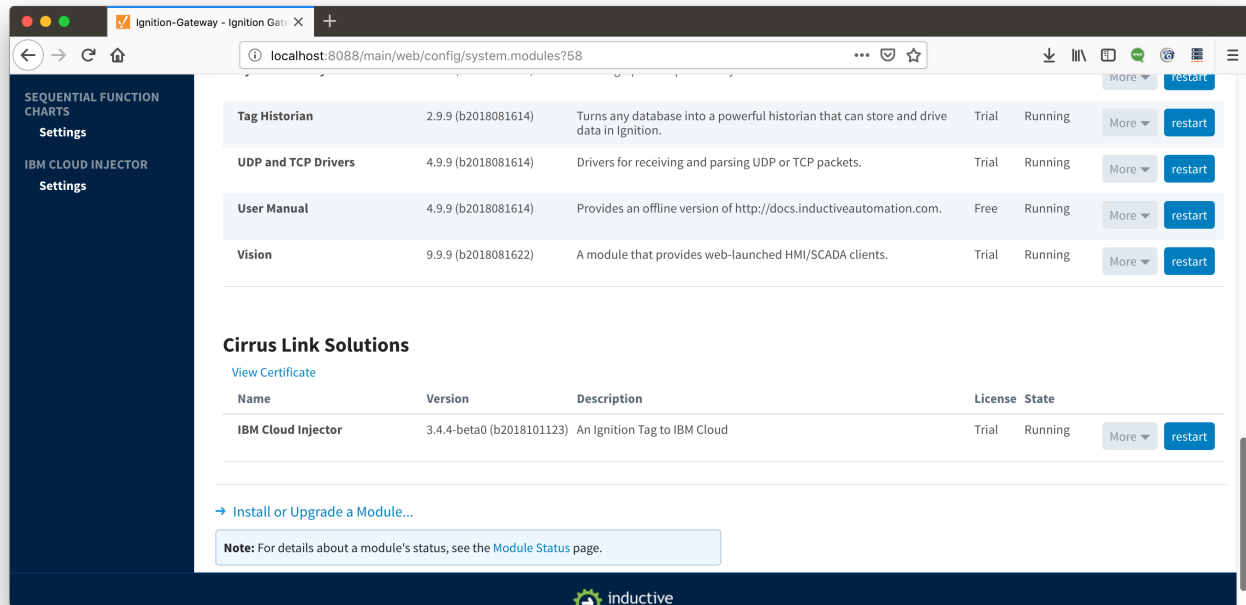 Ignition-Gateway - Ignition Gate
localhost:8088/main/web/config/system.modules?58
SEQUENTIAL FUNCTION
CHARTS
Settings
IBM CLOUD INJECTOR
Settings
More restart
Tag Historian 2.9.9 (b2018081614) Turns any database into a powerful historian that can store and drive Trial Running More restart
data in Ignition.
UDP and TCP Drivers 4.9.9 (b2018081614) Drivers for receiving and parsing UDP or TCP packets. Trial Running More restart
User Manual 4.9.9 (b2018081614) Provides an offline version of http://docs.inductiveautomation.com. Free Running More restart
Vision 9.9.9 (b2018081622) A module that provides web-launched HMI/SCADA clients. Trial Running More restart
Cirrus Link Solutions
View Certificate
Name Version Description License State
IBM Cloud Injector 3.4.4-beta0 (b2018101123) An Ignition Tag to IBM Cloud Trial Running More restart
➔ Install or Upgrade a Module...
Note: For details about a module's status, see the Module Status page.
inductive